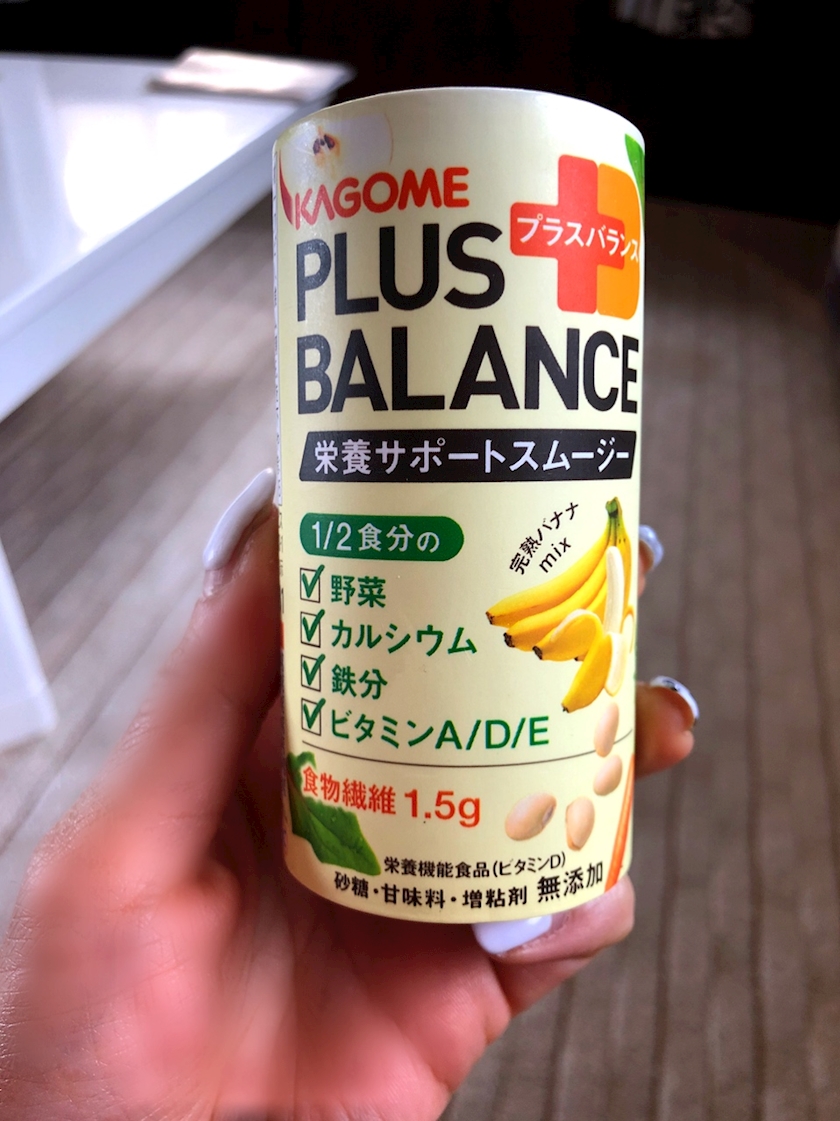 KAGOME
プラスバランス
PLUS
BALANCE
栄養サポートスムージー
1/2食分の
完熟バナナ
mix
野菜
カルシウム
鉄分
ビタミンA/D/E
食物繊維 1.5g
栄養機能食品(ビタミンD)
砂糖・甘味料・増粘剤 無添加